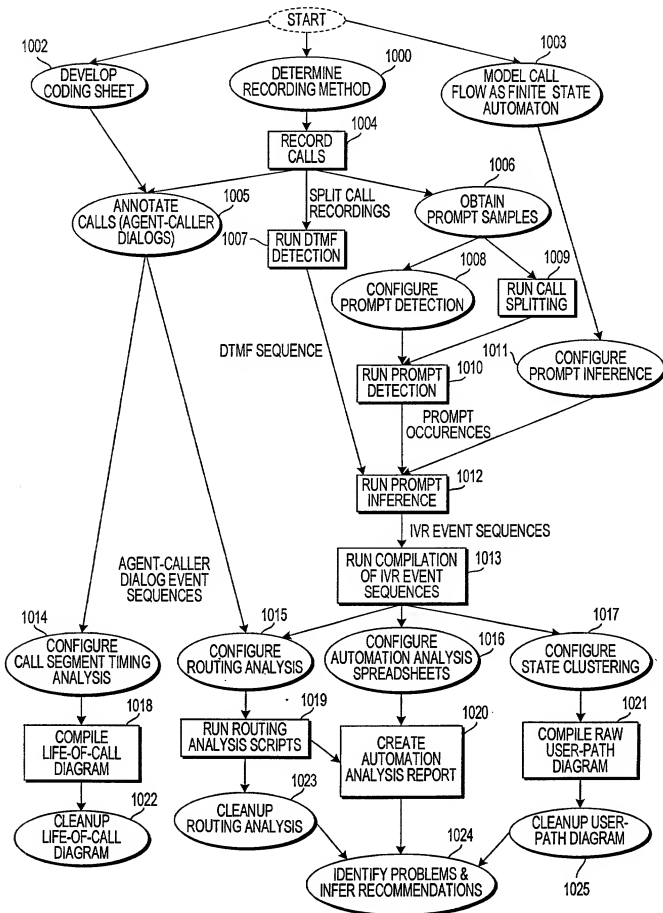 START
1002
DEVELOP
CODING SHEET
1000
DETERMINE
RECORDING METHOD
1003
MODEL CALL
FLOW AS FINITE STATE
AUTOMATON
1004
RECORD
CALLS
ANNOTATE
CALLS (AGENT-CALLER
DIALOGS)
1005
SPLIT CALL
RECORDINGS
1006
OBTAIN
PROMPT SAMPLES
1007
RUN DTMF
DETECTION
1008
CONFIGURE
PROMPT DETECTION
1009
RUN CALL
SPLITTING
DTMF SEQUENCE
RUN PROMPT
DETECTION
1010
1011
CONFIGURE
PROMPT INFERENCE
PROMPT
OCCURENCES
RUN PROMPT
INFERENCE
1012
IVR EVENT SEQUENCES
RUN COMPILATION
OF IVR EVENT
SEQUENCES
1013
AGENT-CALLER
DIALOG EVENT
SEQUENCES
1014
CONFIGURE
CALL SEGMENT TIMING
ANALYSIS
1015
CONFIGURE
ROUTING ANALYSIS
CONFIGURE
AUTOMATION ANALYSIS
SPREADSHEETS
1016
1017
CONFIGURE
STATE CLUSTERING
1018
COMPILE
LIFE-OF-CALL
DIAGRAM
1019
RUN ROUTING
ANALYSIS SCRIPTS
1020
CREATE
AUTOMATION
ANALYSIS REPORT
1021
COMPILE RAW
USER-PATH
DIAGRAM
1022
CLEANUP
LIFE-OF-CALL
DIAGRAM
1023
CLEANUP
ROUTING ANALYSIS
1024
IDENTIFY PROBLEMS &
INFER RECOMMENDATIONS
CLEANUP USER-
PATH DIAGRAM
1025